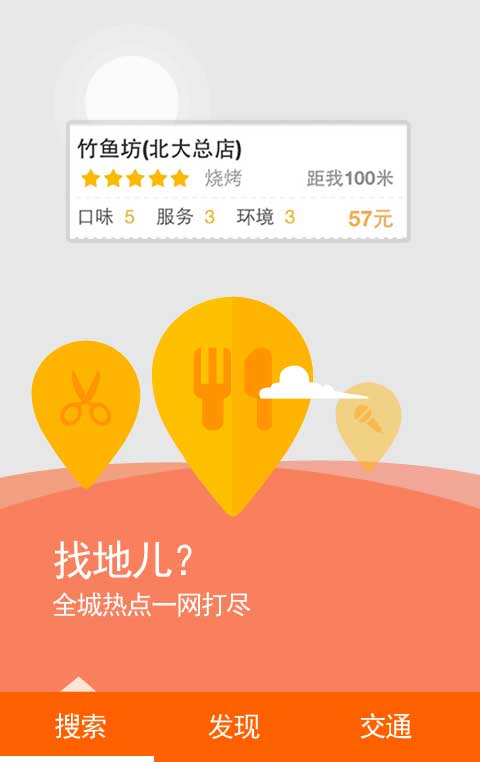 竹鱼坊(北大总店)
烧烤 距我100米
口味 5 服务 3 环境 3 57元
找地儿?
全城热点一网打尽
搜索 发现 交通